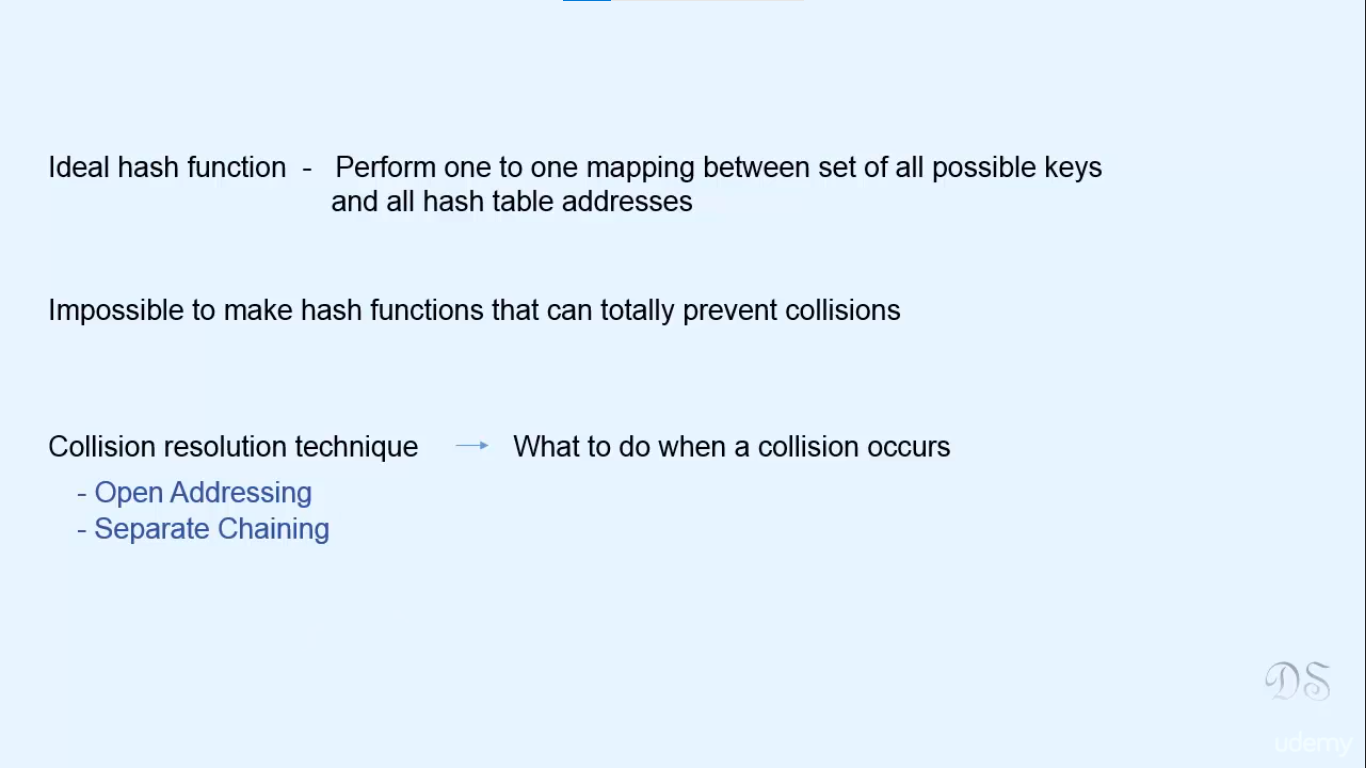 Ideal hash function - Perform one to one mapping between set of all possible keys
and all hash table addresses
Impossible to make hash functions that can totally prevent collisions
Collision resolution technique → What to do when a collision occurs
- Open Addressing
- Separate Chaining
DS
udemy